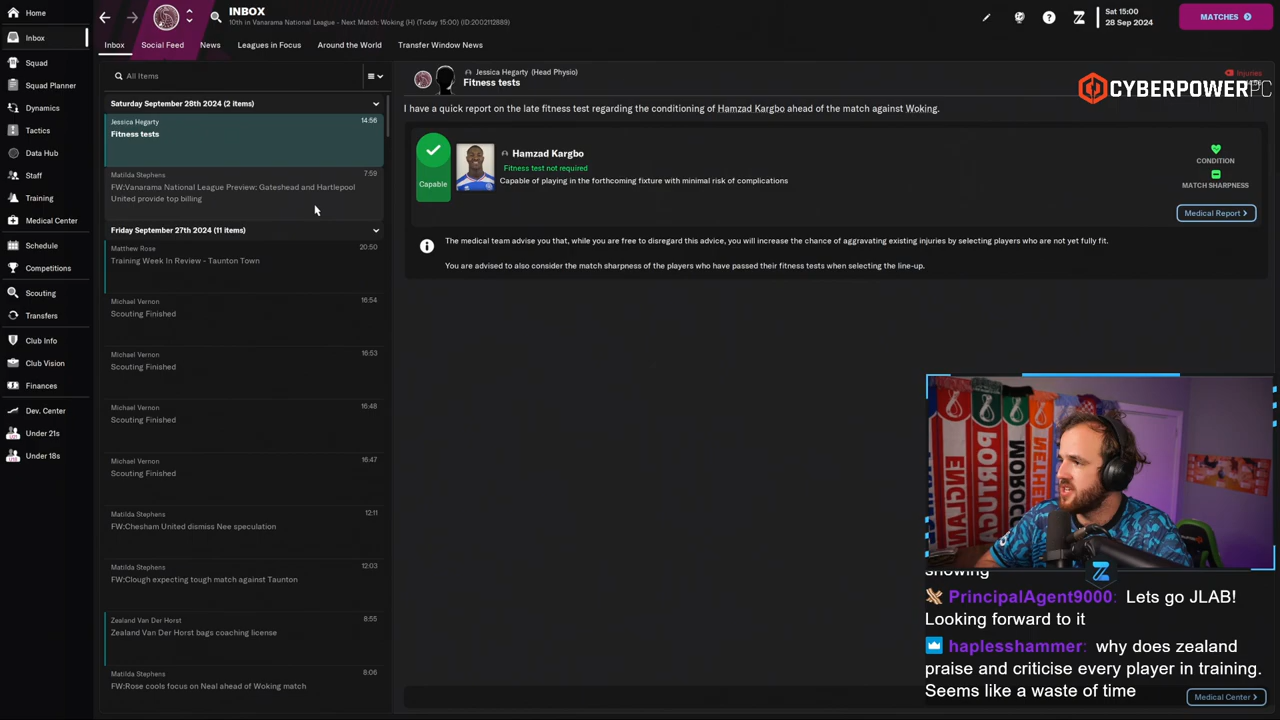 Home
Inbox
Squad
Squad Planner
Dynamics
Tactics
Data Hub
Staff
Training
Medical Center
Schedule
Competitions
Scouting
Transfers
Club Info
Club Vision
Finances
Dev. Center
Under 21s
Under 18s
INBOX
10th in Vanarama National League - Next Match: Woking (H) (Today 15:00) (ID:2002112889)
Sat 15:00
28 Sep 2024
MATCHES
Inbox
Social Feed
News
Leagues in Focus
Around the World
Transfer Window News
All Items
Saturday September 28th 2024 (2 items)
Jessica Hegarty 14:56
Fitness tests
Matilda Stephens 7:59
FW:Vanarama National League Preview: Gateshead and Hartlepool
United provide top billing
Friday September 27th 2024 (11 items)
Matthew Rose 20:50
Training Week In Review - Taunton Town
Michael Vernon 16:54
Scouting Finished
Michael Vernon 16:53
Scouting Finished
Michael Vernon 16:48
Scouting Finished
Michael Vernon 16:47
Scouting Finished
Matilda Stephens 12:11
FW:Chesham United dismiss Nee speculation
Matilda Stephens 12:03
FW:Clough expecting tough match against Taunton
Zealand Van Der Horst 8:55
Zealand Van Der Horst bags coaching license
Matilda Stephens 8:06
FW:Rose cools focus on Neal ahead of Woking match
Jessica Hegarty (Head Physio)
Fitness tests
Injuries
CYBERPOWERPC
I have a quick report on the late fitness test regarding the conditioning of Hamzad Kargbo ahead of the match against Woking.
Capable
Hamzad Kargbo
Fitness test not required
Capable of playing in the forthcoming fixture with minimal risk of complications
CONDITION
MATCH SHARPNESS
Medical Report
The medical team advise you that, while you are free to disregard this advice, you will increase the chance of aggravating existing injuries by selecting players who are not yet fully fit.
You are advised to also consider the match sharpness of the players who have passed their fitness tests when selecting the line-up.
ENGLAN
PORTUGA
MOROCCO
NETHE
showing
PrincipalAgent9000: Lets go JLAB!
Looking forward to it
haplesshammer: why does zealand
praise and criticise every player in training.
Seems like a waste of time
Medical Center